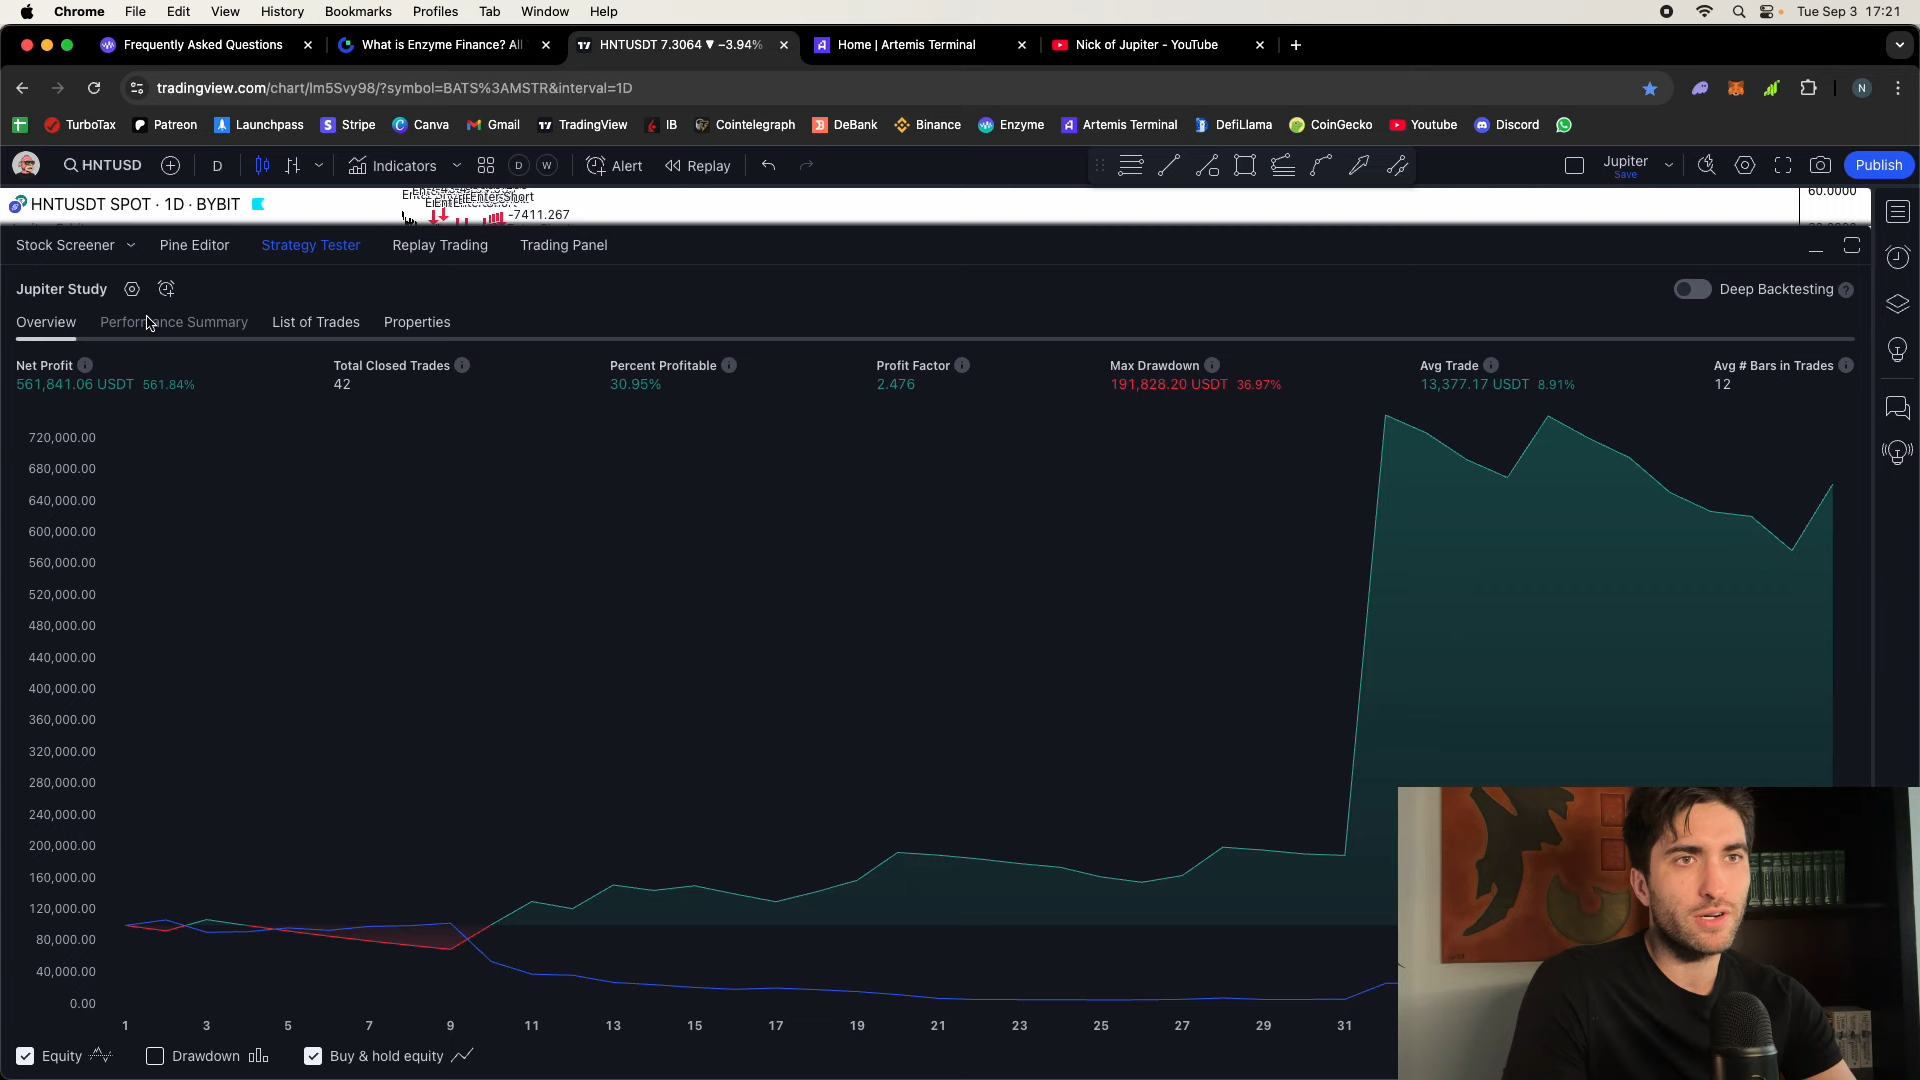 Chrome File Edit View History Bookmarks Profiles Tab Window Help Tue Sep 3 17:21
Frequently Asked Questions What is Enzyme Finance? All HNTUSDT 7.3064 ▼ −3.94% Home | Artemis Terminal Nick of Jupiter - YouTube
tradingview.com/chart/lm5Svy98/?symbol=BATS%3AMSTR&interval=1D N
TurboTax Patreon Launchpass Stripe Canva Gmail TradingView IB Cointelegraph DeBank Binance Enzyme Artemis Terminal DefiLlama CoinGecko Youtube Discord
HNTUSD D Indicators D W Alert Replay Jupiter Save Publish
HNTUSDT SPOT · 1D · BYBIT -7411.267 60.0000
Stock Screener Pine Editor Strategy Tester Replay Trading Trading Panel
Jupiter Study Deep Backtesting
Overview Performance Summary List of Trades Properties
Net Profit Total Closed Trades Percent Profitable Profit Factor Max Drawdown Avg Trade Avg # Bars in Trades
561,841.06 USDT 561.84% 42 30.95% 2.476 191,828.20 USDT 36.97% 13,377.17 USDT 8.91% 12
720,000.00
680,000.00
640,000.00
600,000.00
560,000.00
520,000.00
480,000.00
440,000.00
400,000.00
360,000.00
320,000.00
280,000.00
240,000.00
200,000.00
160,000.00
120,000.00
80,000.00
40,000.00
0.00
1 3 5 7 9 11 13 15 17 19 21 23 25 27 29 31
Equity Drawdown Buy & hold equity